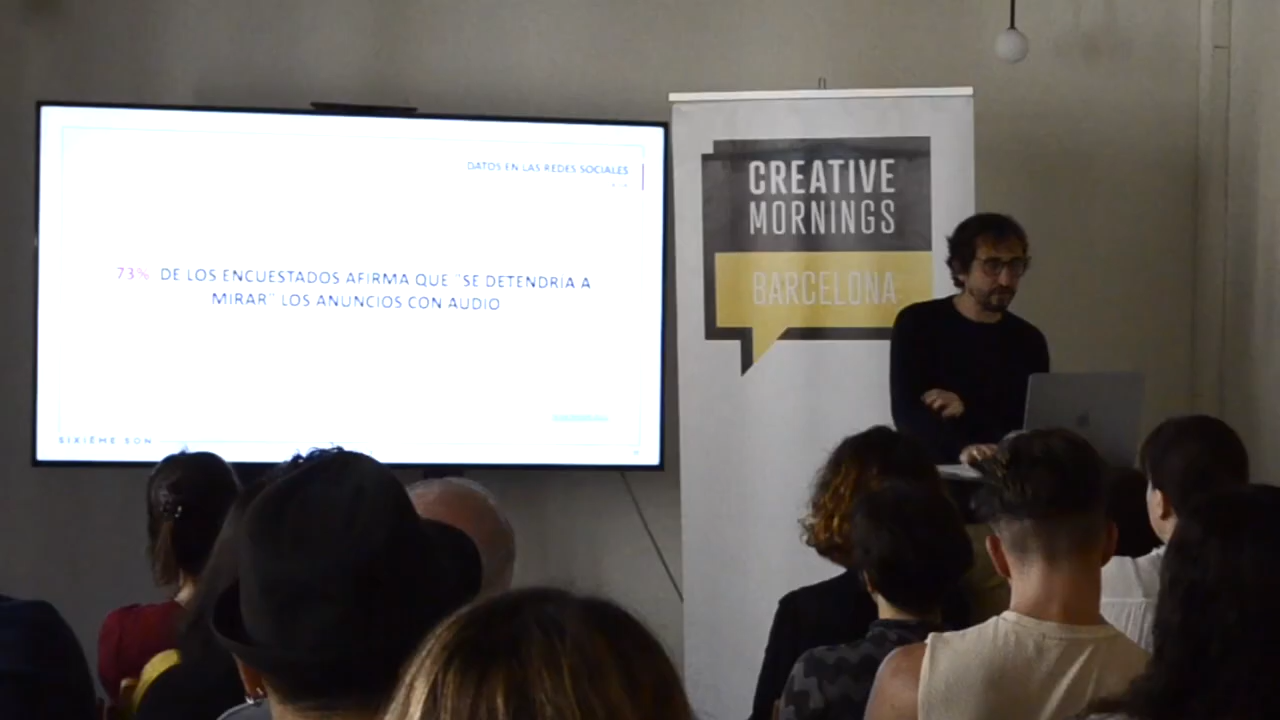 DATOS EN LAS REDES SOCIALES
73% DE LOS ENCUESTADOS AFIRMA QUE "SE DETENDRÍA A
MIRAR" LOS ANUNCIOS CON AUDIO
SIXIÈME SON
CREATIVE
MORNINGS
BARCELONA